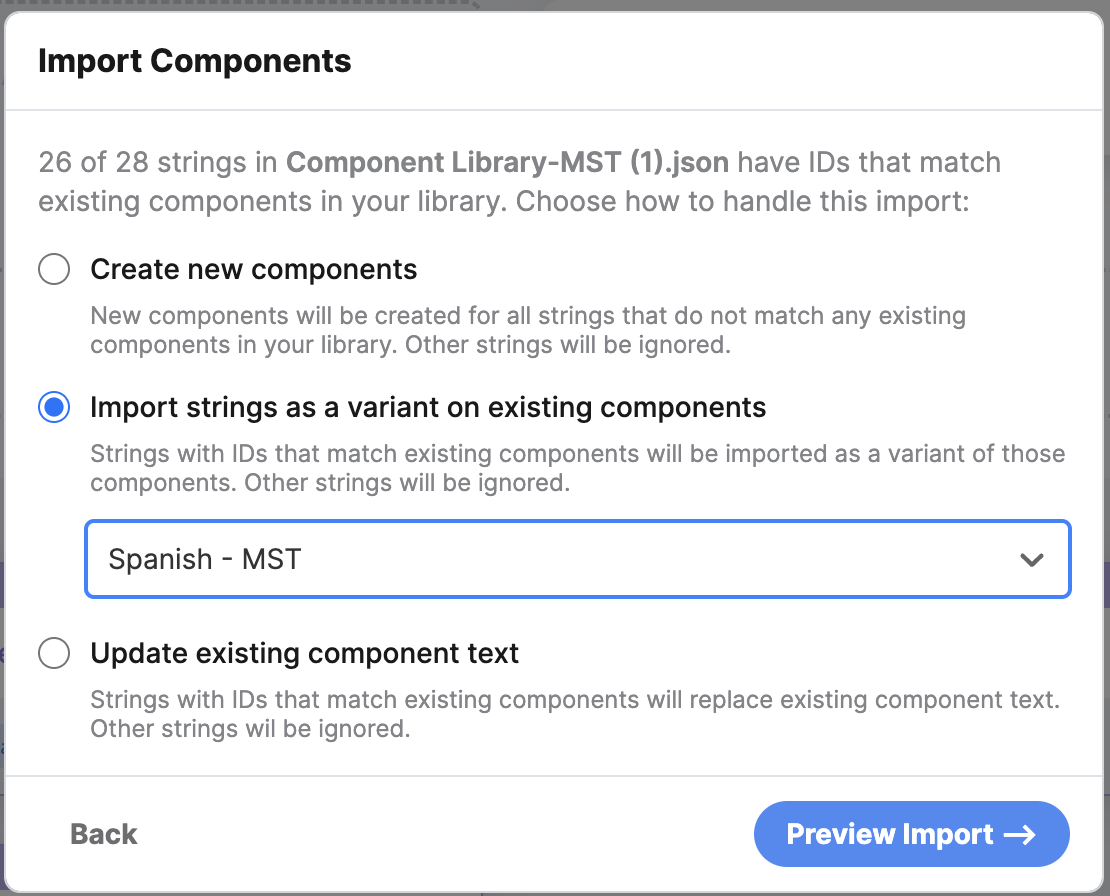 Import Components
26 of 28 strings in Component Library-MST (1).json have IDs that match
existing components in your library. Choose how to handle this import:
Create new components
New components will be created for all strings that do not match any existing
components in your library. Other strings will be ignored.
Import strings as a variant on existing components
Strings with IDs that match existing components will be imported as a variant of those
components. Other strings will be ignored.
Spanish - MST
Update existing component text
Strings with IDs that match existing components will replace existing component text.
Other strings wil be ignored.
Back
Preview Import →